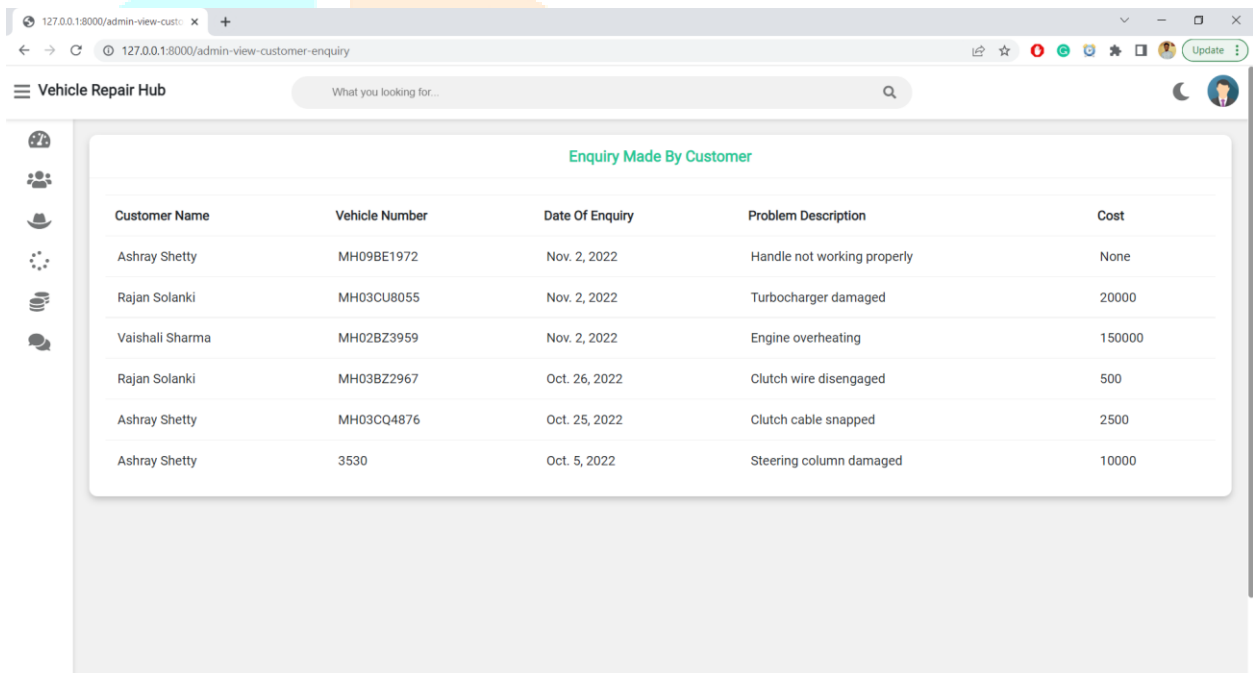 127.0.0.1:8000/admin-view-custo
127.0.0.1:8000/admin-view-customer-enquiry
Update
Vehicle Repair Hub
What you looking for...
Enquiry Made By Customer
Customer Name Vehicle Number Date Of Enquiry Problem Description Cost
Ashray Shetty MH09BE1972 Nov. 2, 2022 Handle not working properly None
Rajan Solanki MH03CU8055 Nov. 2, 2022 Turbocharger damaged 20000
Vaishali Sharma MH02BZ3959 Nov. 2, 2022 Engine overheating 150000
Rajan Solanki MH03BZ2967 Oct. 26, 2022 Clutch wire disengaged 500
Ashray Shetty MH03CQ4876 Oct. 25, 2022 Clutch cable snapped 2500
Ashray Shetty 3530 Oct. 5, 2022 Steering column damaged 10000